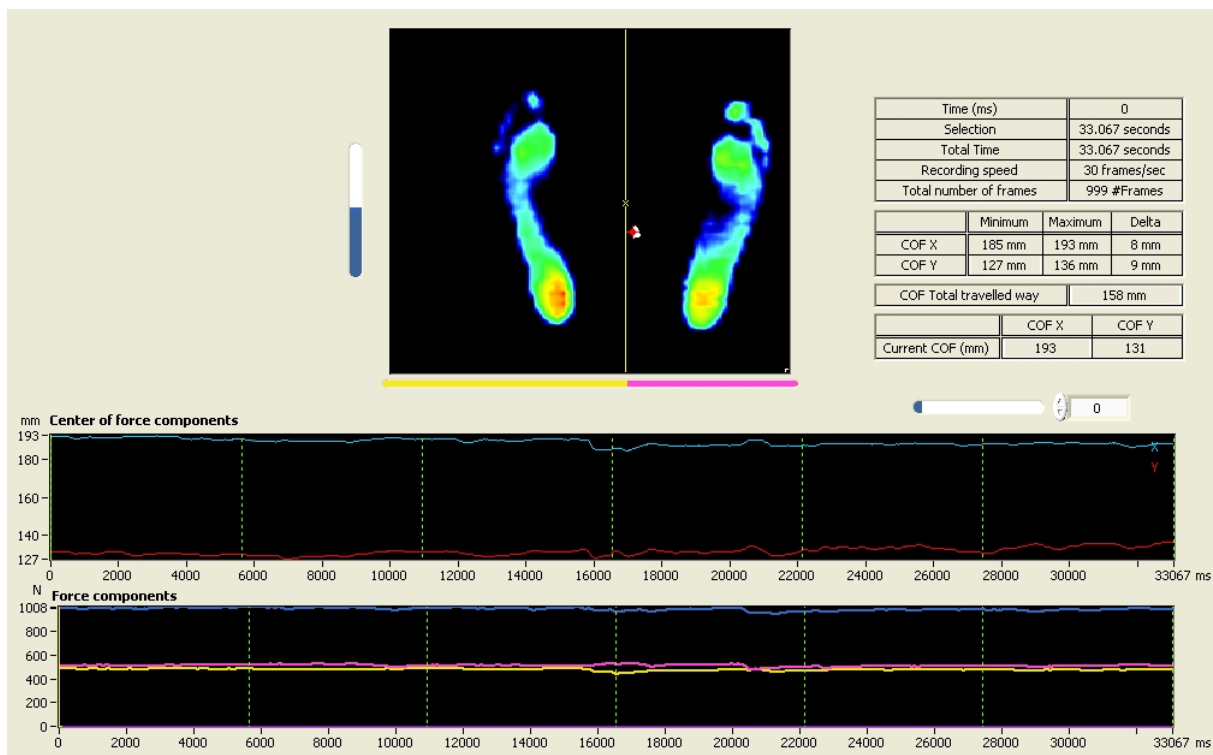 Time (ms) 0
Selection 33.067 seconds
Total Time 33.067 seconds
Recording speed 30 frames/sec
Total number of frames 999 #Frames
Minimum Maximum Delta
COF X 185 mm 193 mm 8 mm
COF Y 127 mm 136 mm 9 mm
COF Total travelled way 158 mm
COF X COF Y
Current COF (mm) 193 131
0
mm Center of force components
193
180
160
140
127
X
Y
0 2000 4000 6000 8000 10000 12000 14000 16000 18000 20000 22000 24000 26000 28000 30000 33067 ms
N Force components
1008
800
600
400
200
0
0 2000 4000 6000 8000 10000 12000 14000 16000 18000 20000 22000 24000 26000 28000 30000 33067 ms